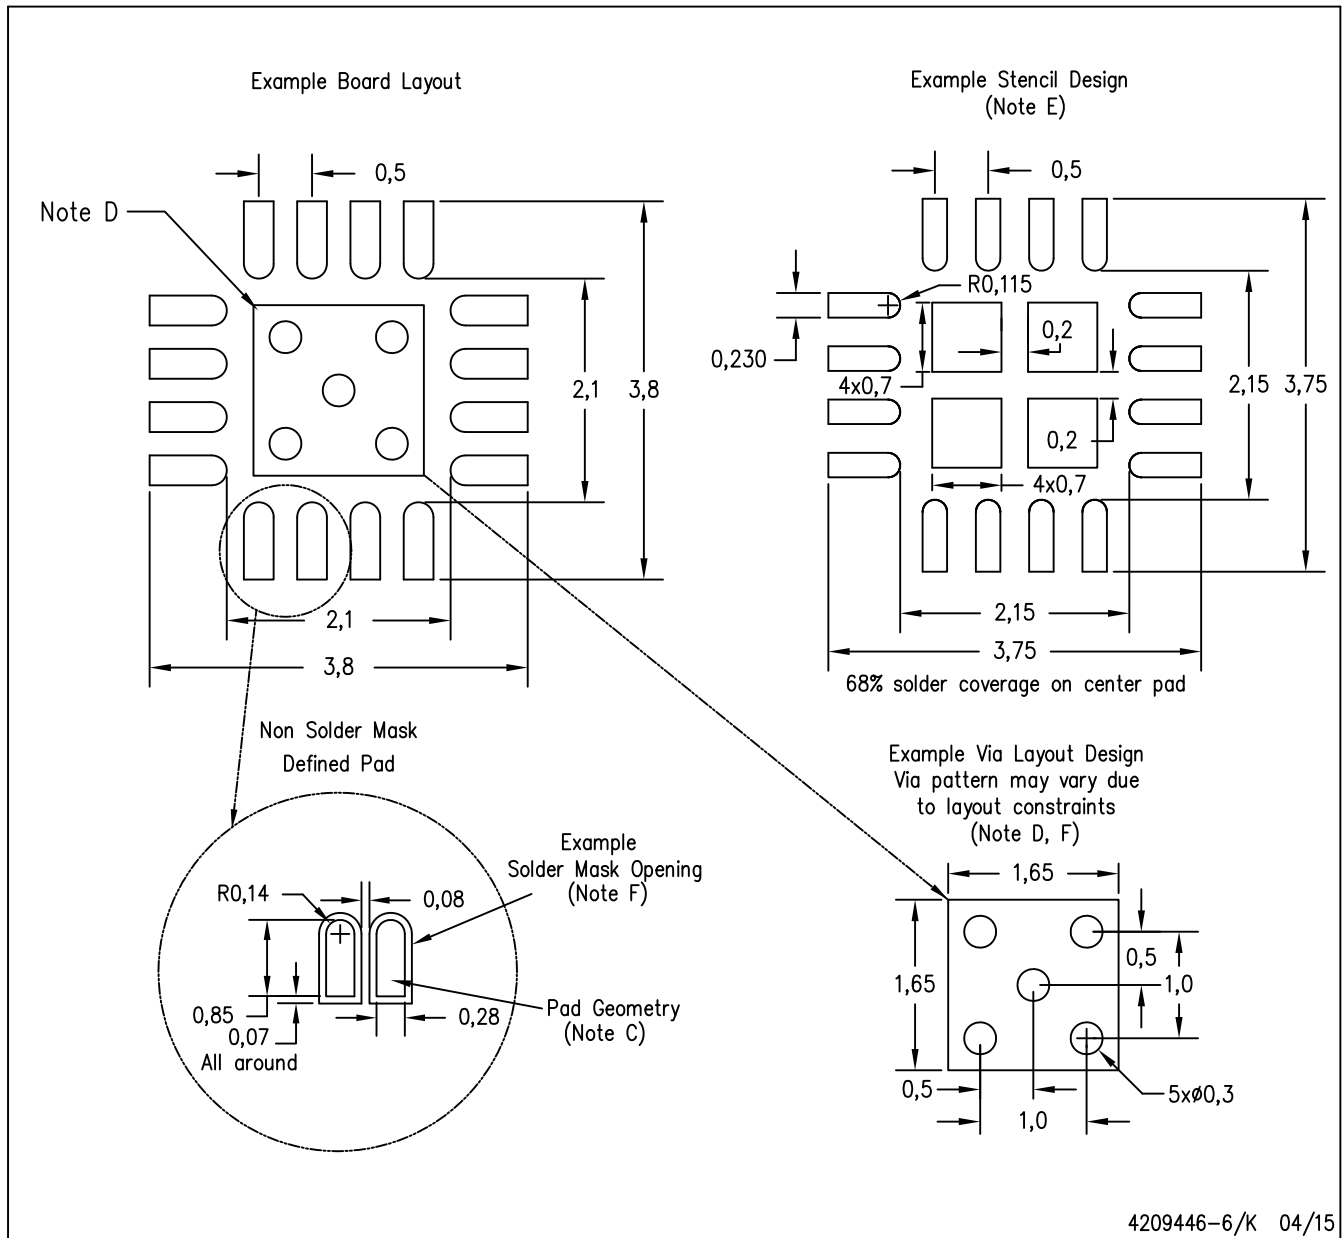 Example Board Layout
0,5
Note D
2,1
3,8
2,1
3,8
Example Stencil Design
(Note E)
0,5
R0,115
0,230
0,2
4x0,7
0,2
4x0,7
2,15
3,75
2,15
3,75
68% solder coverage on center pad
Non Solder Mask
Defined Pad
Example
Solder Mask Opening
(Note F)
R0,14
0,08
0,85
0,07
All around
0,28
Pad Geometry
(Note C)
Example Via Layout Design
Via pattern may vary due
to layout constraints
(Note D, F)
1,65
1,65
0,5
1,0
0,5
1,0
5xø0,3
4209446-6/K 04/15